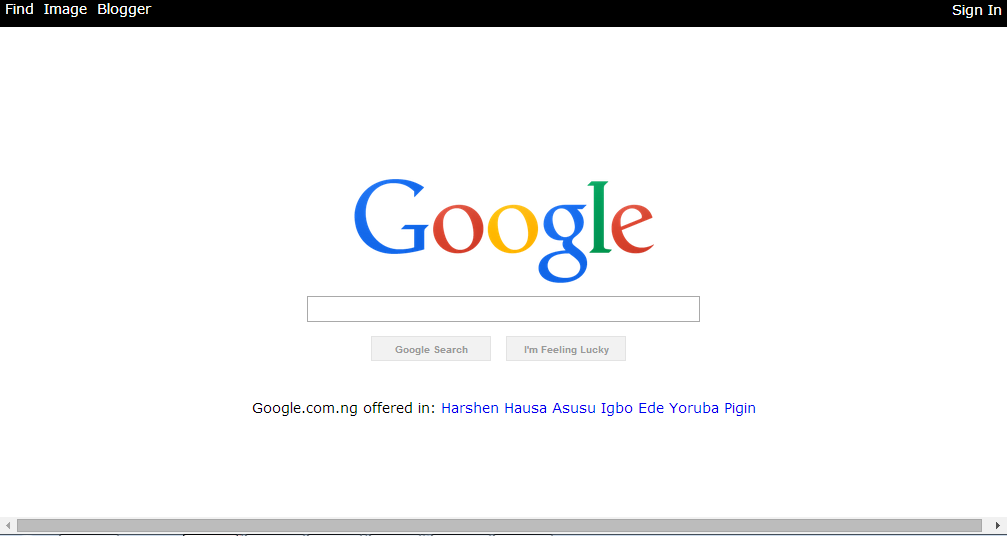 Find Image Blogger Sign In
Google
Google Search I'm Feeling Lucky
Google.com.ng offered in: Harshen Hausa Asusu Igbo Ede Yoruba Pigin